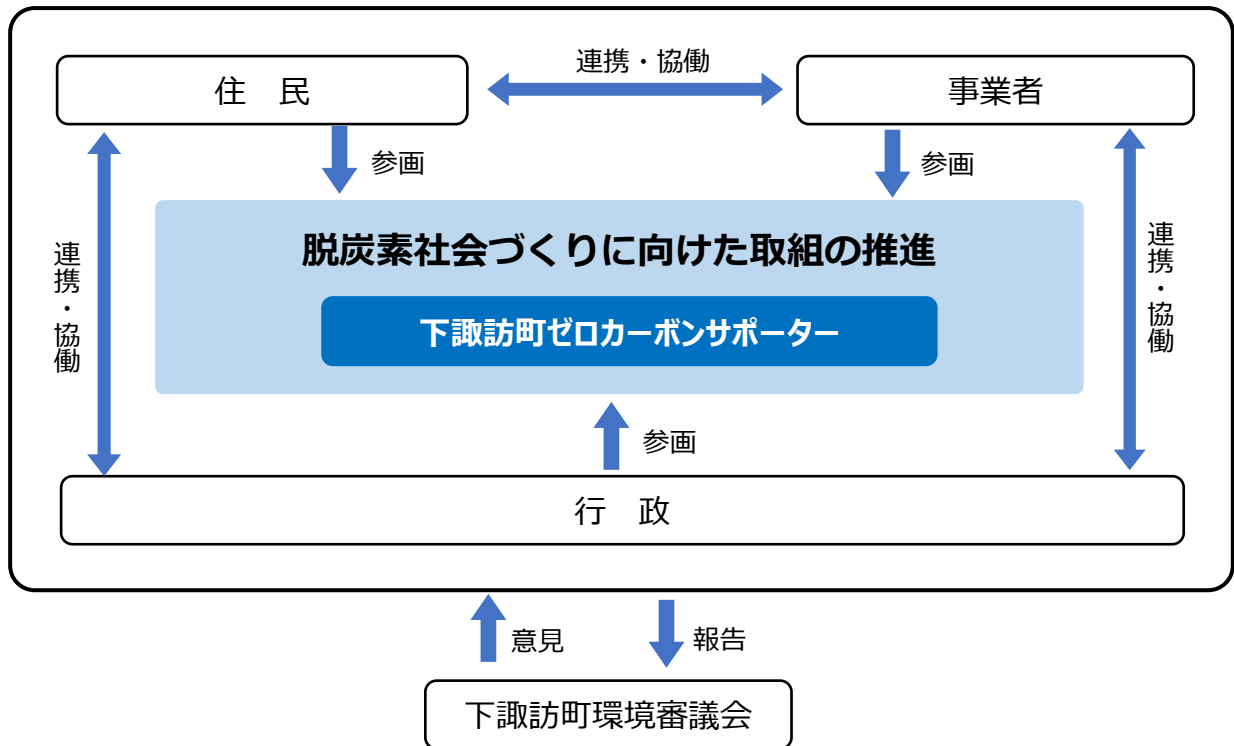 連携・協働
住　民
事業者
参画
参画
連携・協働
脱炭素社会づくりに向けた取組の推進
連携・協働
下諏訪町ゼロカーボンサポーター
参画
行　政
意見
報告
下諏訪町環境審議会